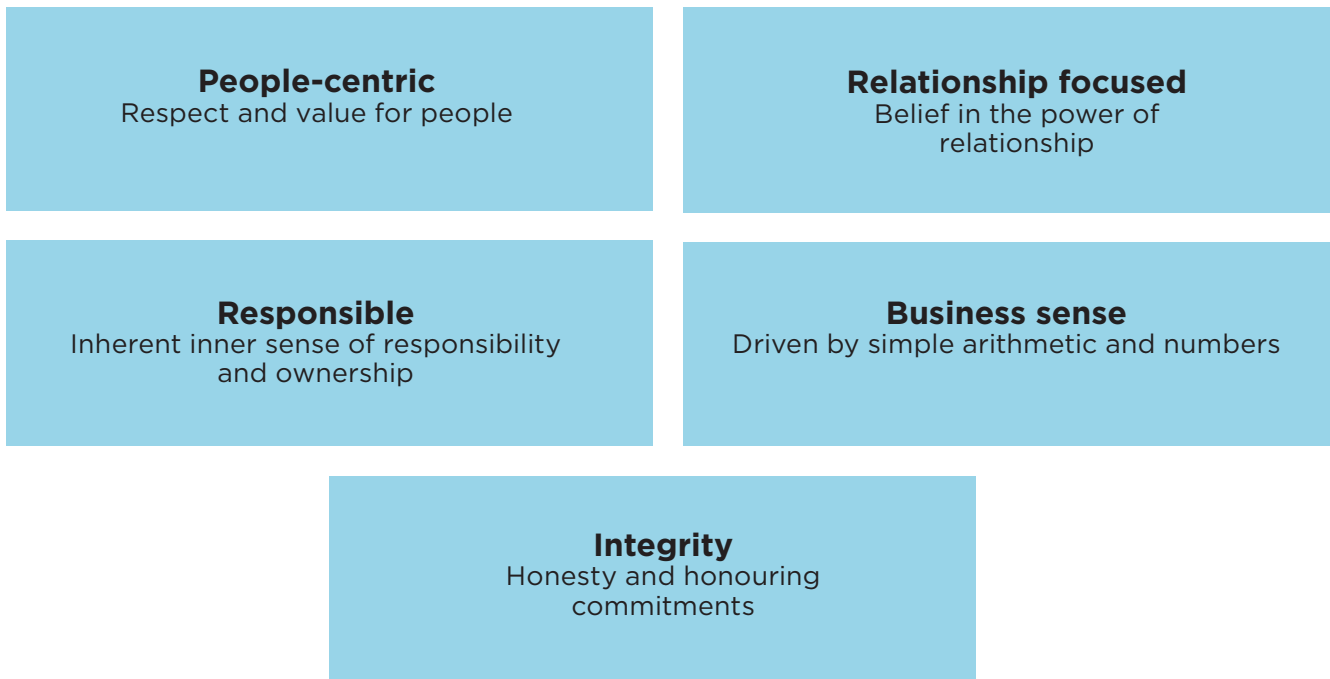 People-centric
Respect and value for people
Relationship focused
Belief in the power of
relationship
Responsible
Inherent inner sense of responsibility
and ownership
Business sense
Driven by simple arithmetic and numbers
Integrity
Honesty and honouring
commitments